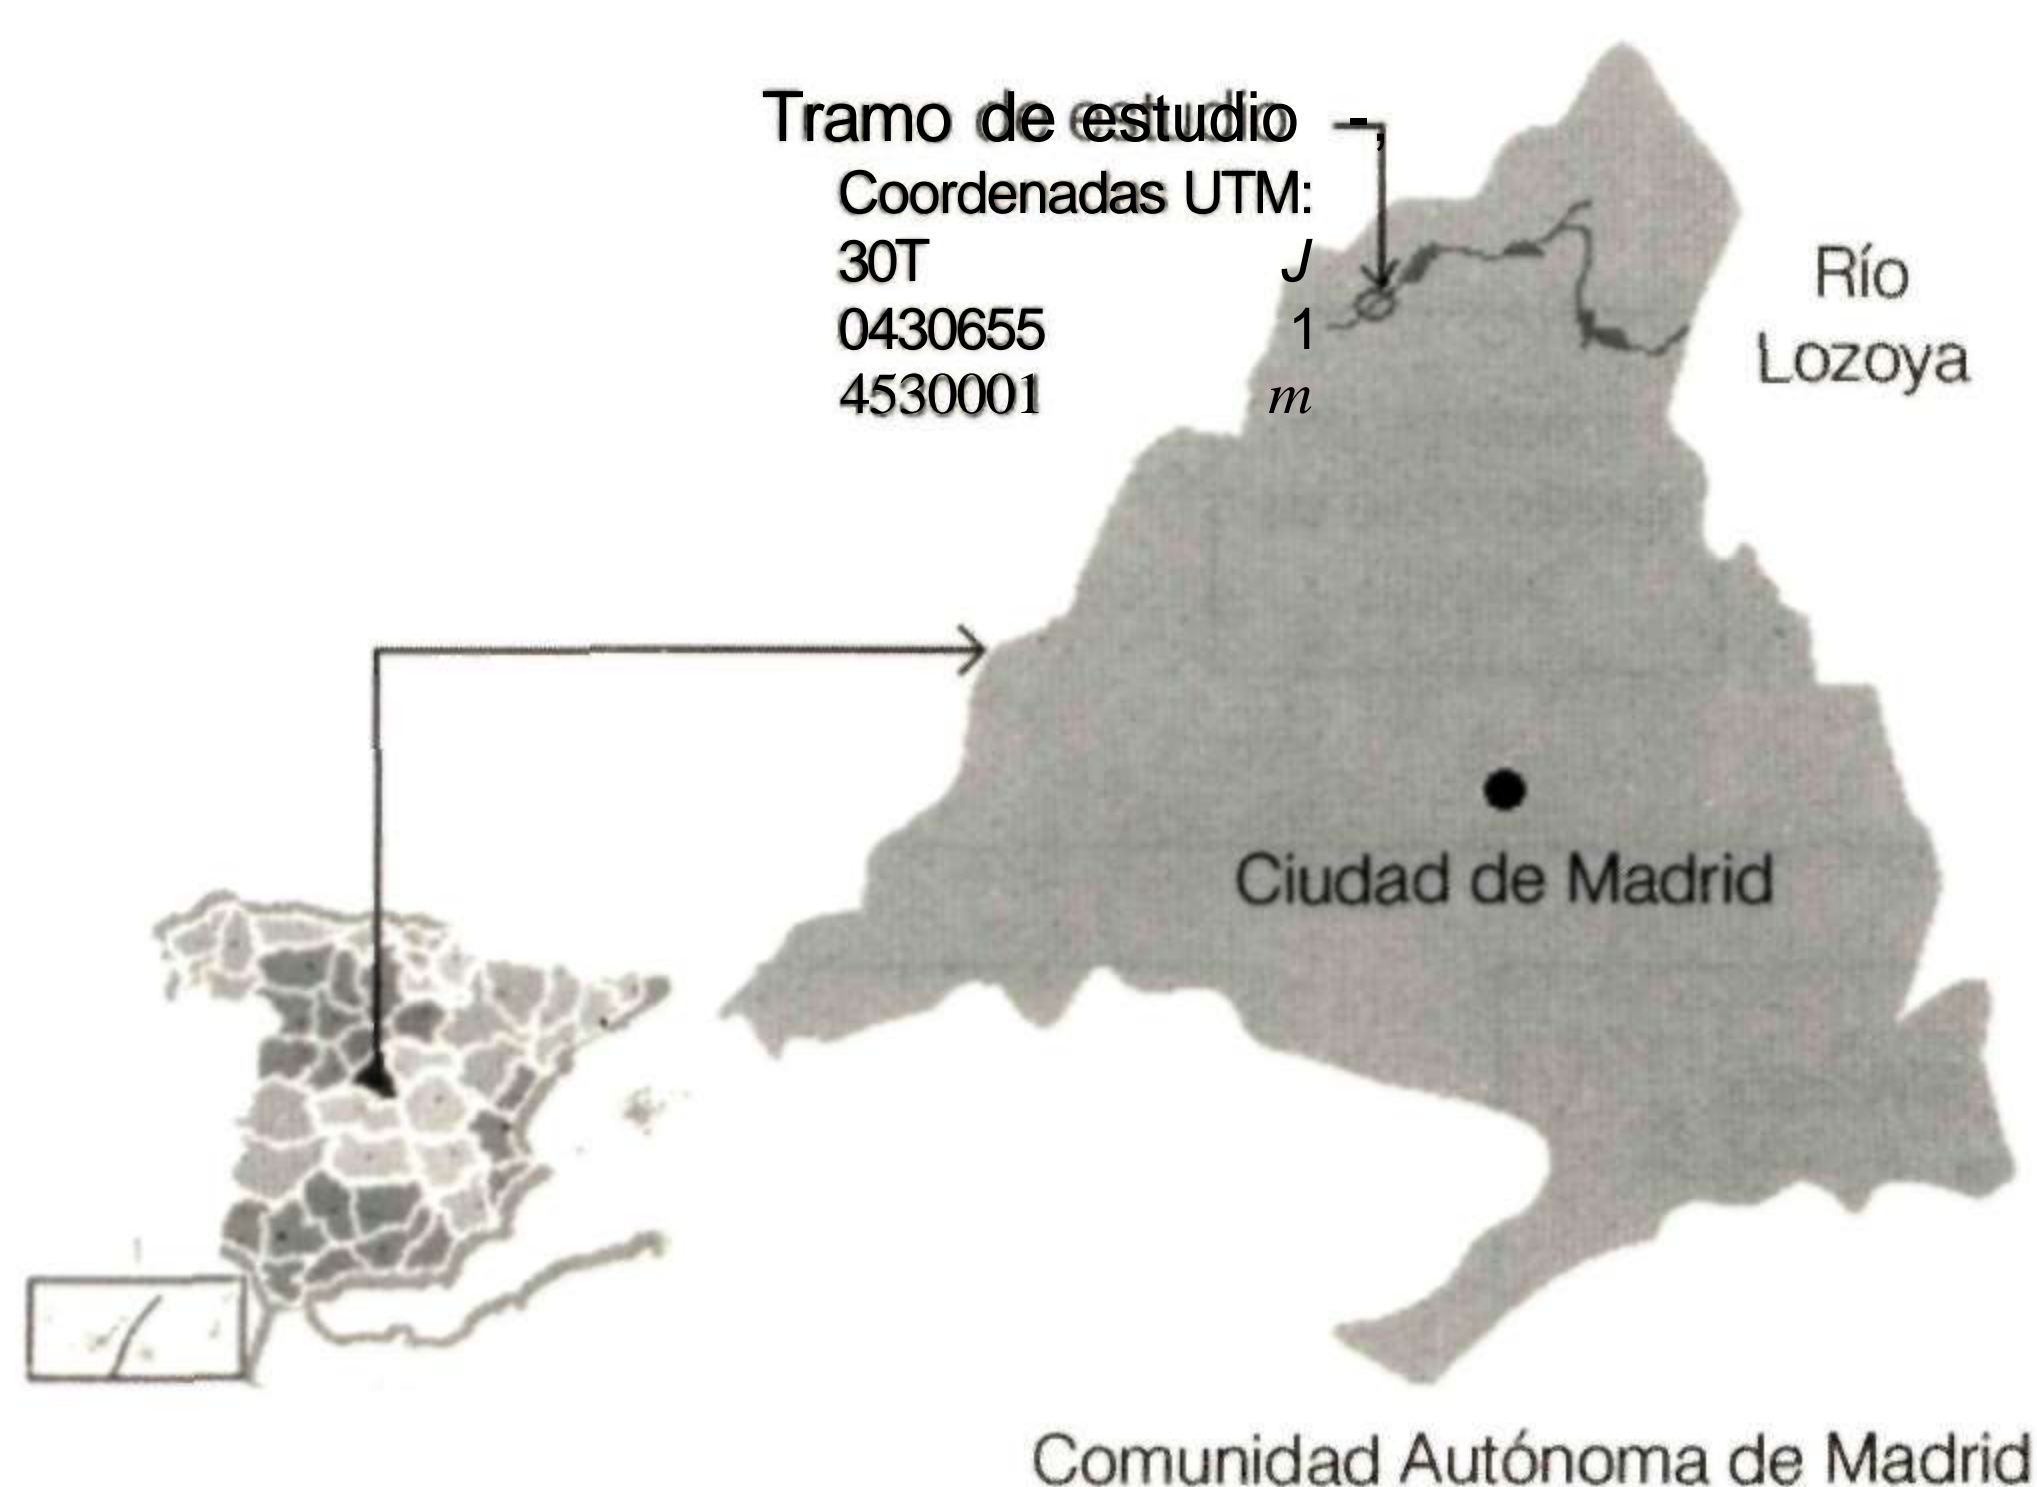 Tramo de estudio -,
Coordenadas UTM:
30T J
0430655 1
4530001 m
Río
Lozoya
Ciudad de Madrid
Comunidad Autónoma de Madrid